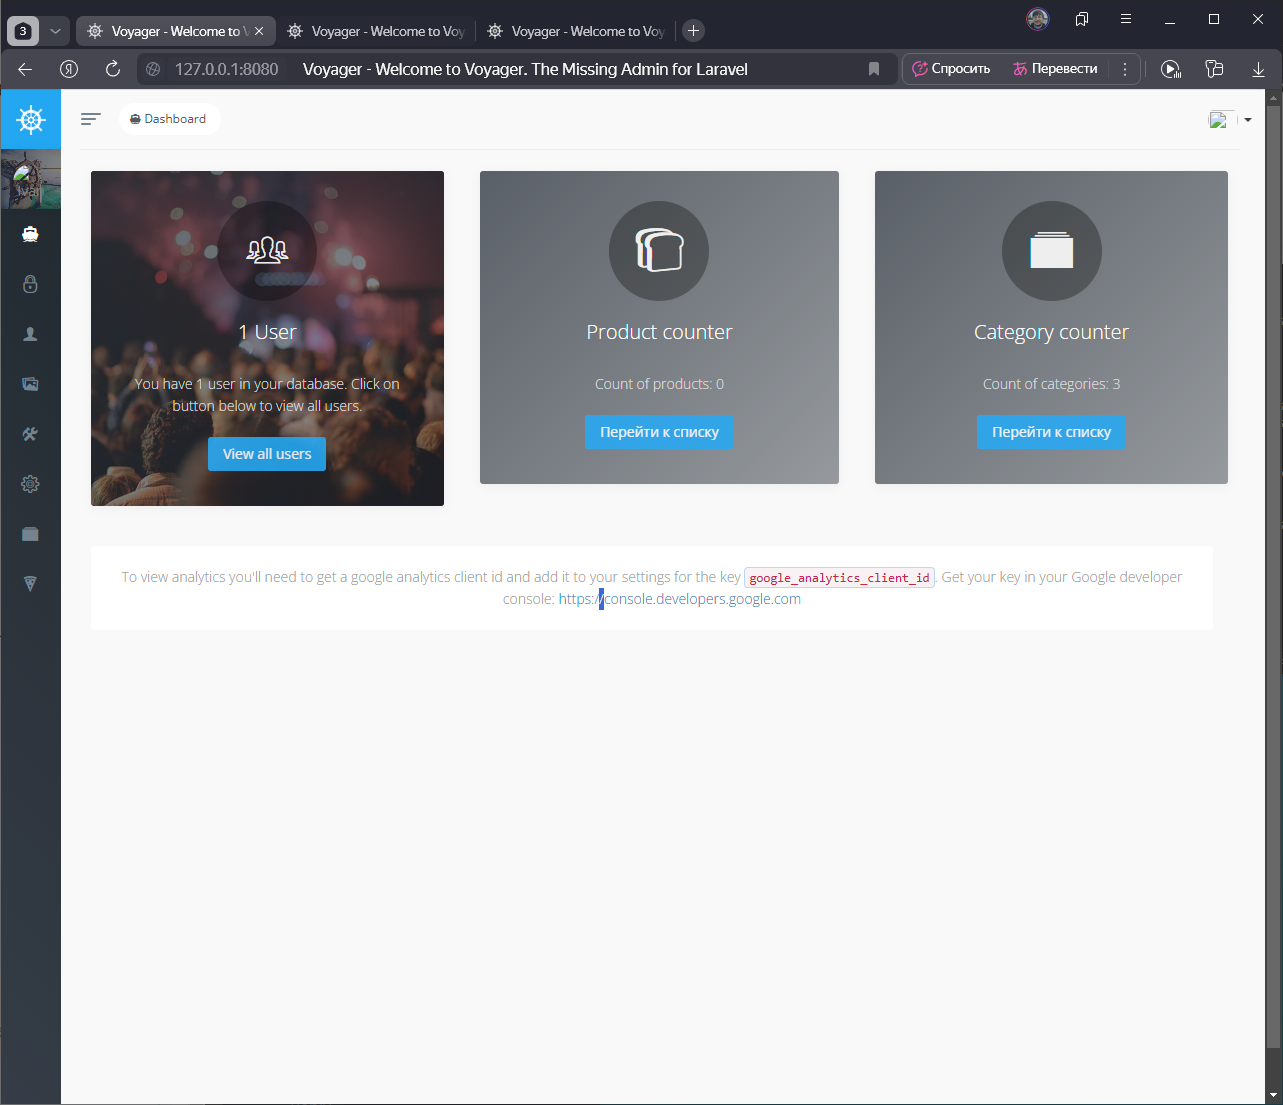 3
Voyager - Welcome to V
Voyager - Welcome to Voy
Voyager - Welcome to Voy
127.0.0.1:8080
Voyager - Welcome to Voyager. The Missing Admin for Laravel
Спросить
Перевести
Dashboard
Ivan
1 User
You have 1 user in your database. Click on
button below to view all users.
View all users
Product counter
Count of products: 0
Перейти к списку
Category counter
Count of categories: 3
Перейти к списку
To view analytics you'll need to get a google analytics client id and add it to your settings for the key google_analytics_client_id. Get your key in your Google developer
console: https://console.developers.google.com